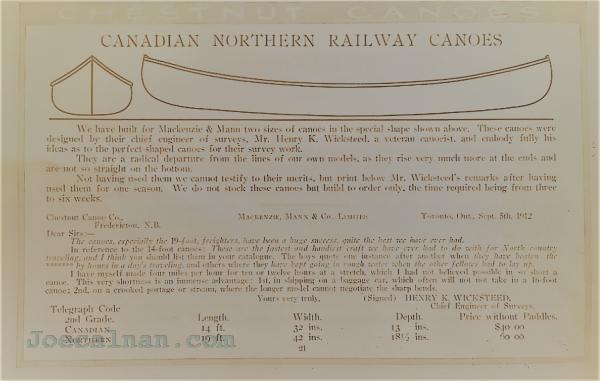 CHESTNUT CANOES
CANADIAN NORTHERN RAILWAY CANOES
We have built for Mackenzie & Mann two sizes of canoes in the special shape shown above. These canoes were
designed by their chief engineer of surveys, Mr. Henry K. Wicksteed, a veteran canoeist, and embody fully his
ideas as to the perfect shaped canoes for their survey work.
They are a radical departure from the lines of our own models, as they rise very much more at the ends and
are not so straight on the bottom.
Not having used them we cannot testify to their merits, but print below Mr. Wicksteed's remarks after having
used them for one season. We do not stock these canoes but build to order only, the time required being from three
to six weeks.
Chestnut Canoe Co., MACKENZIE, MANN & CO. LIMITED Toronto, Ont., Sept. 5th, 1912
Fredericton, N.B.
Dear Sirs:—
The canoes, especially the 19-foot, freighters, have been a huge success, quite the best we have ever had.
In reference to the 14-foot canoes: These are the fastest and handiest craft we have ever had to do with for North country
traveling, and I think you should list them in your catalogue. The boys quote one instance after another when they have beaten the
******* by hours in a day's traveling, and others where they have kept going in rough water when the other fellows had to lay up.
I have myself made four miles per hour for ten or twelve hours at a stretch, which I had not believed possible in so short a
canoe. This very shortness is an immense advantage: 1st, in shipping on a baggage car, which often will not take in a 16-foot
canoe; 2nd, on a crooked portage or stream, where the longer model cannot negotiate the sharp bends.
Yours very truly, (Signed) HENRY K. WICKSTEED,
Chief Engineer of Surveys.
Telegraph Code
2nd Grade. Length. Width. Depth. Price without Paddles.
CANADIAN 14 ft. 32 ins. 13 ins. $40 00
NORTHERN 19 ft. 42 ins. 18½ ins. 60 00
21